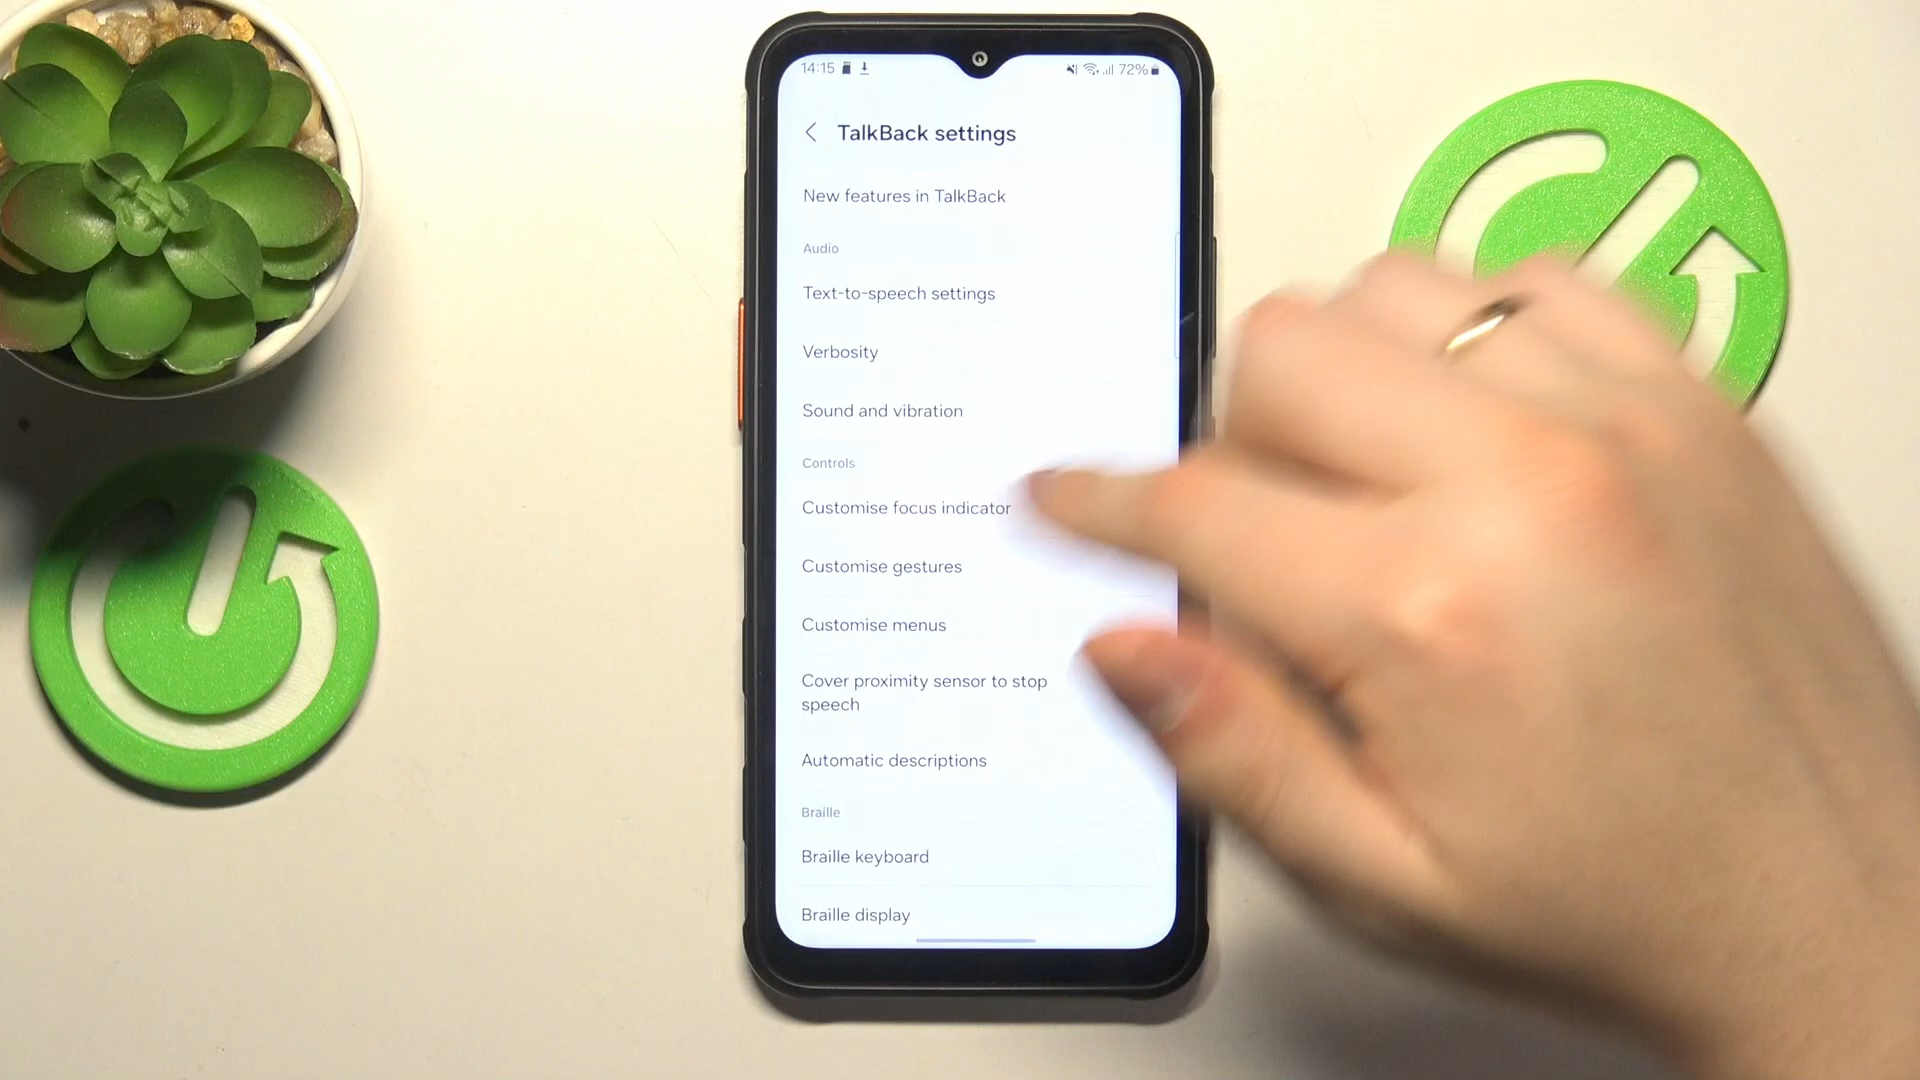 14:15 72%
TalkBack settings
New features in TalkBack
Audio
Text-to-speech settings
Verbosity
Sound and vibration
Controls
Customise focus indicator
Customise gestures
Customise menus
Cover proximity sensor to stop
speech
Automatic descriptions
Braille
Braille keyboard
Braille display